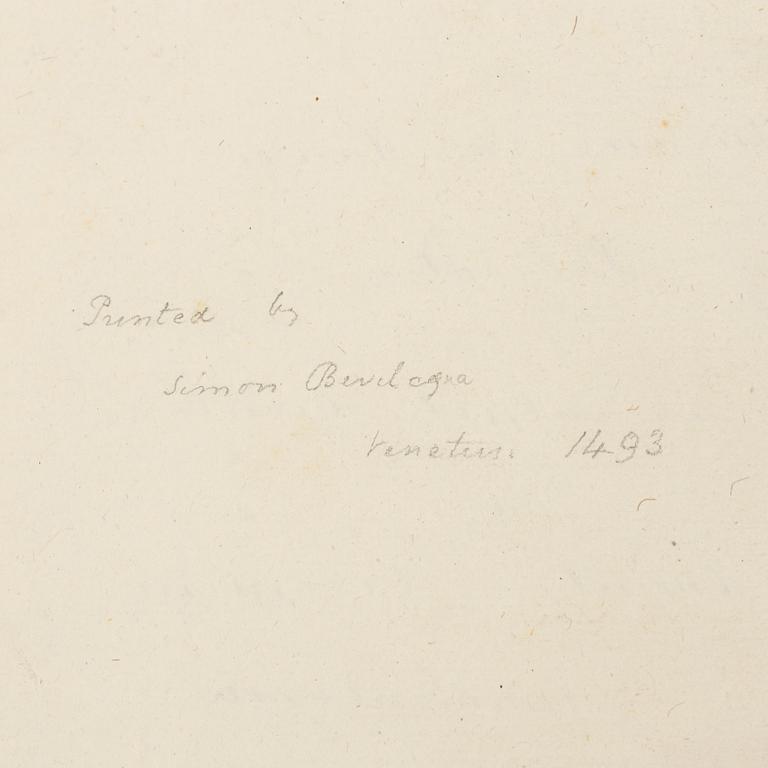 Printed by
Simon Bevilaqua
Venetiis. 1493